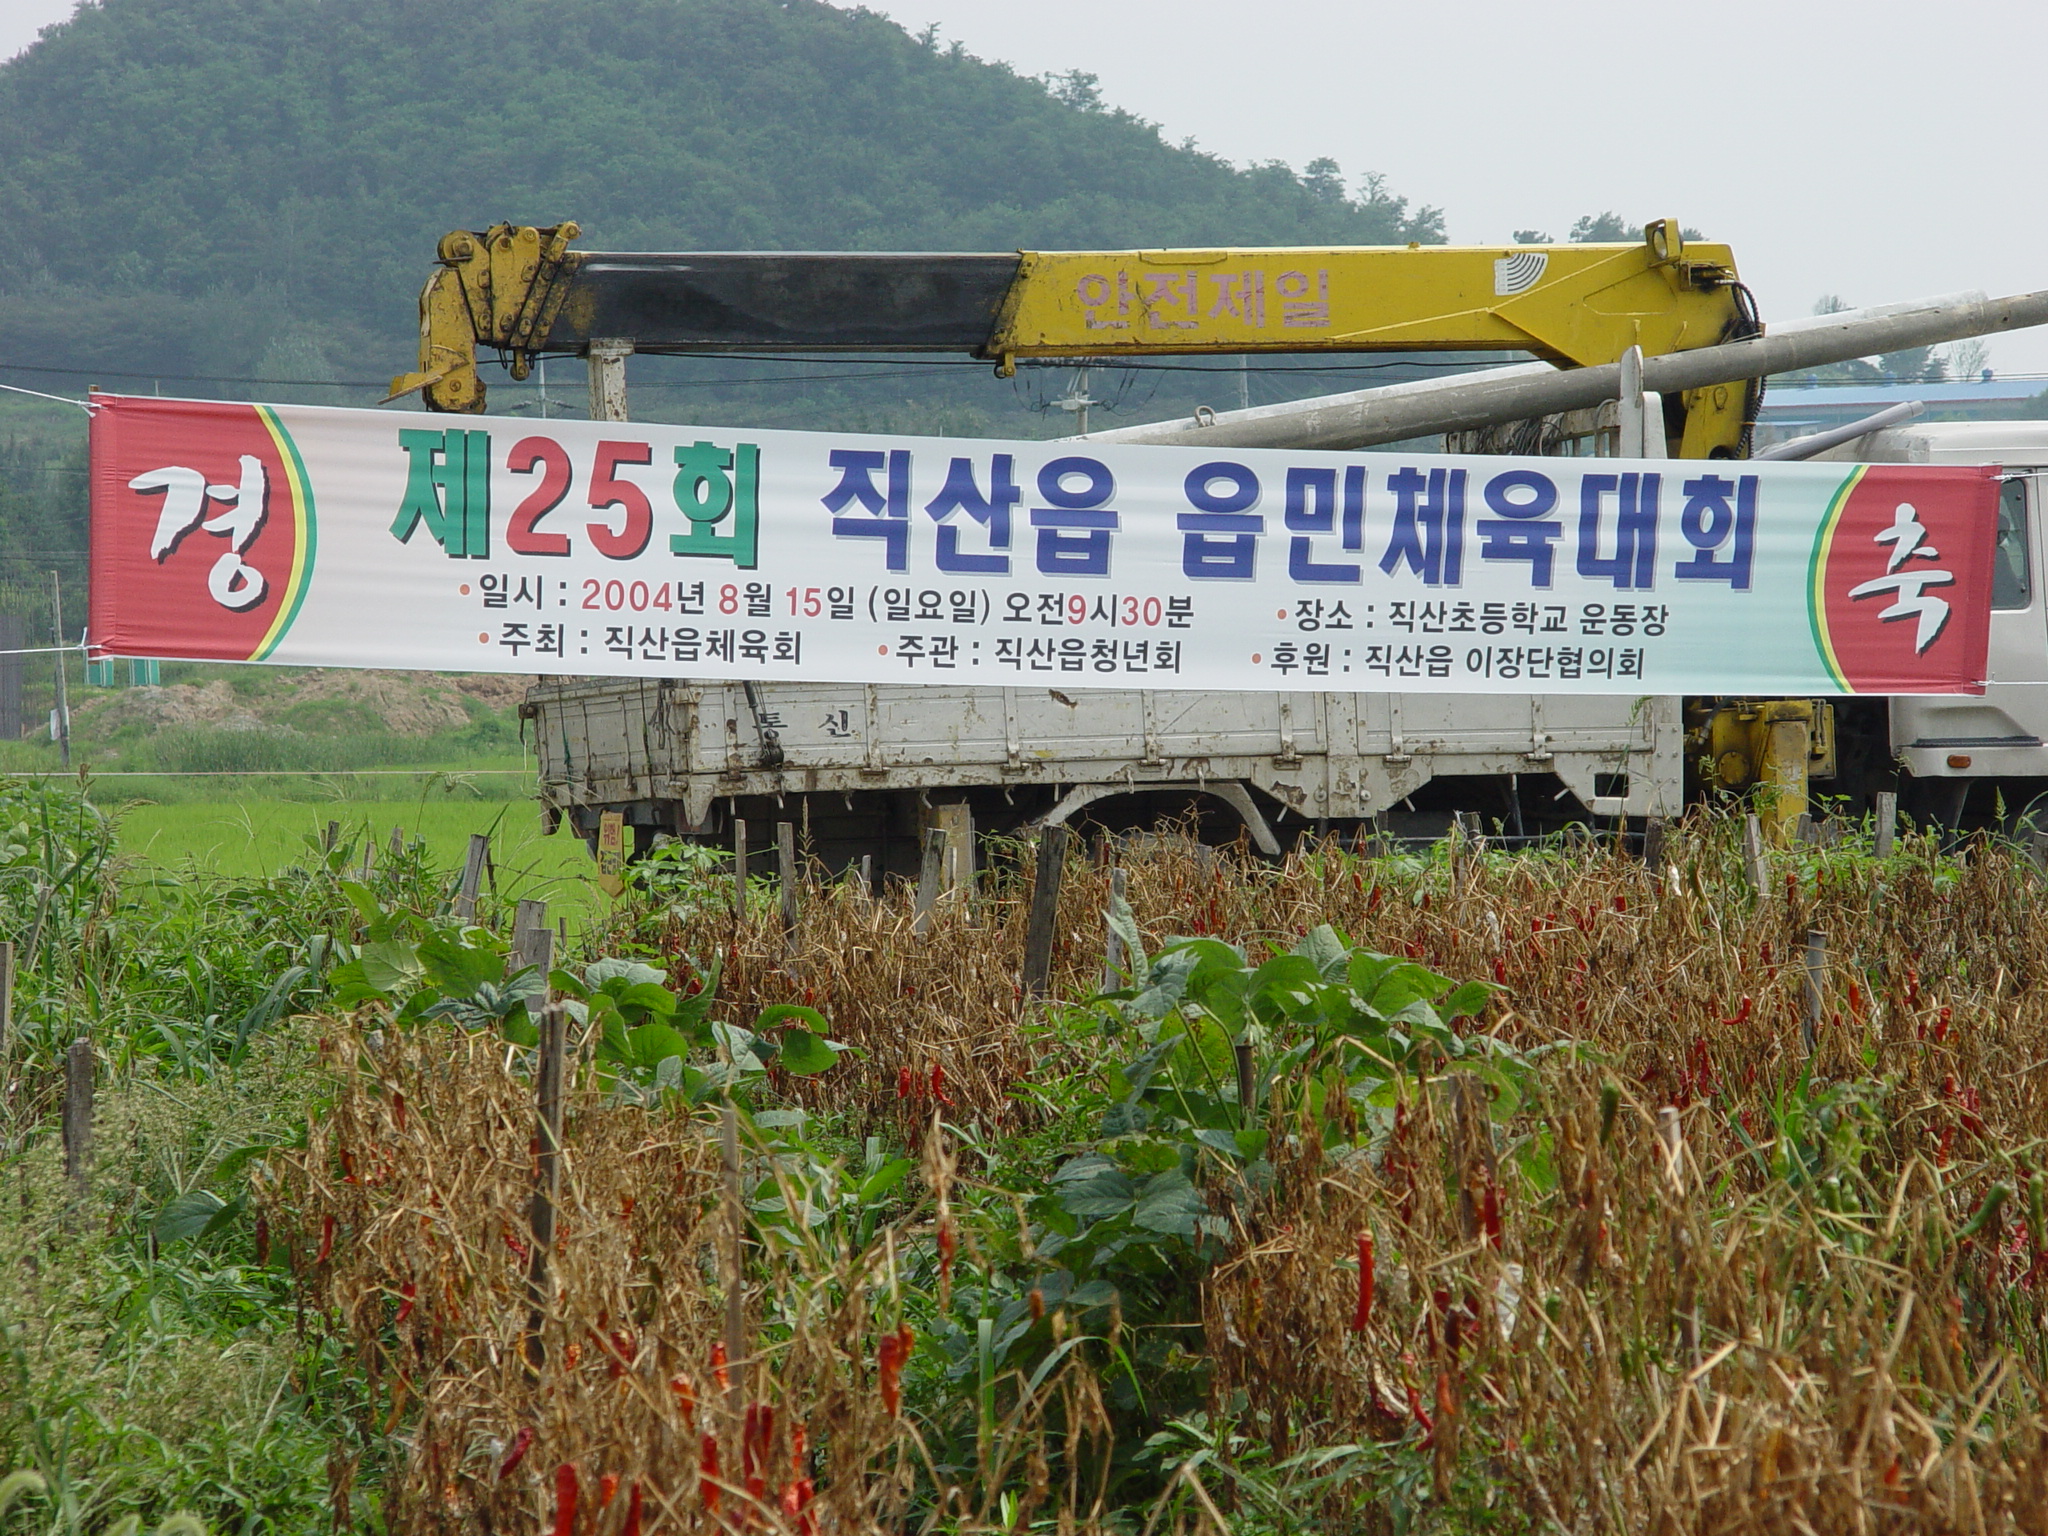 안전제일
경 제25회 직산읍 읍민체육대회 축
•일시 : 2004년 8월 15일 (일요일) 오전9시30분 •장소 : 직산초등학교 운동장
•주최 : 직산읍체육회 •주관 : 직산읍청년회 •후원 : 직산읍 이장단협의회
통 신